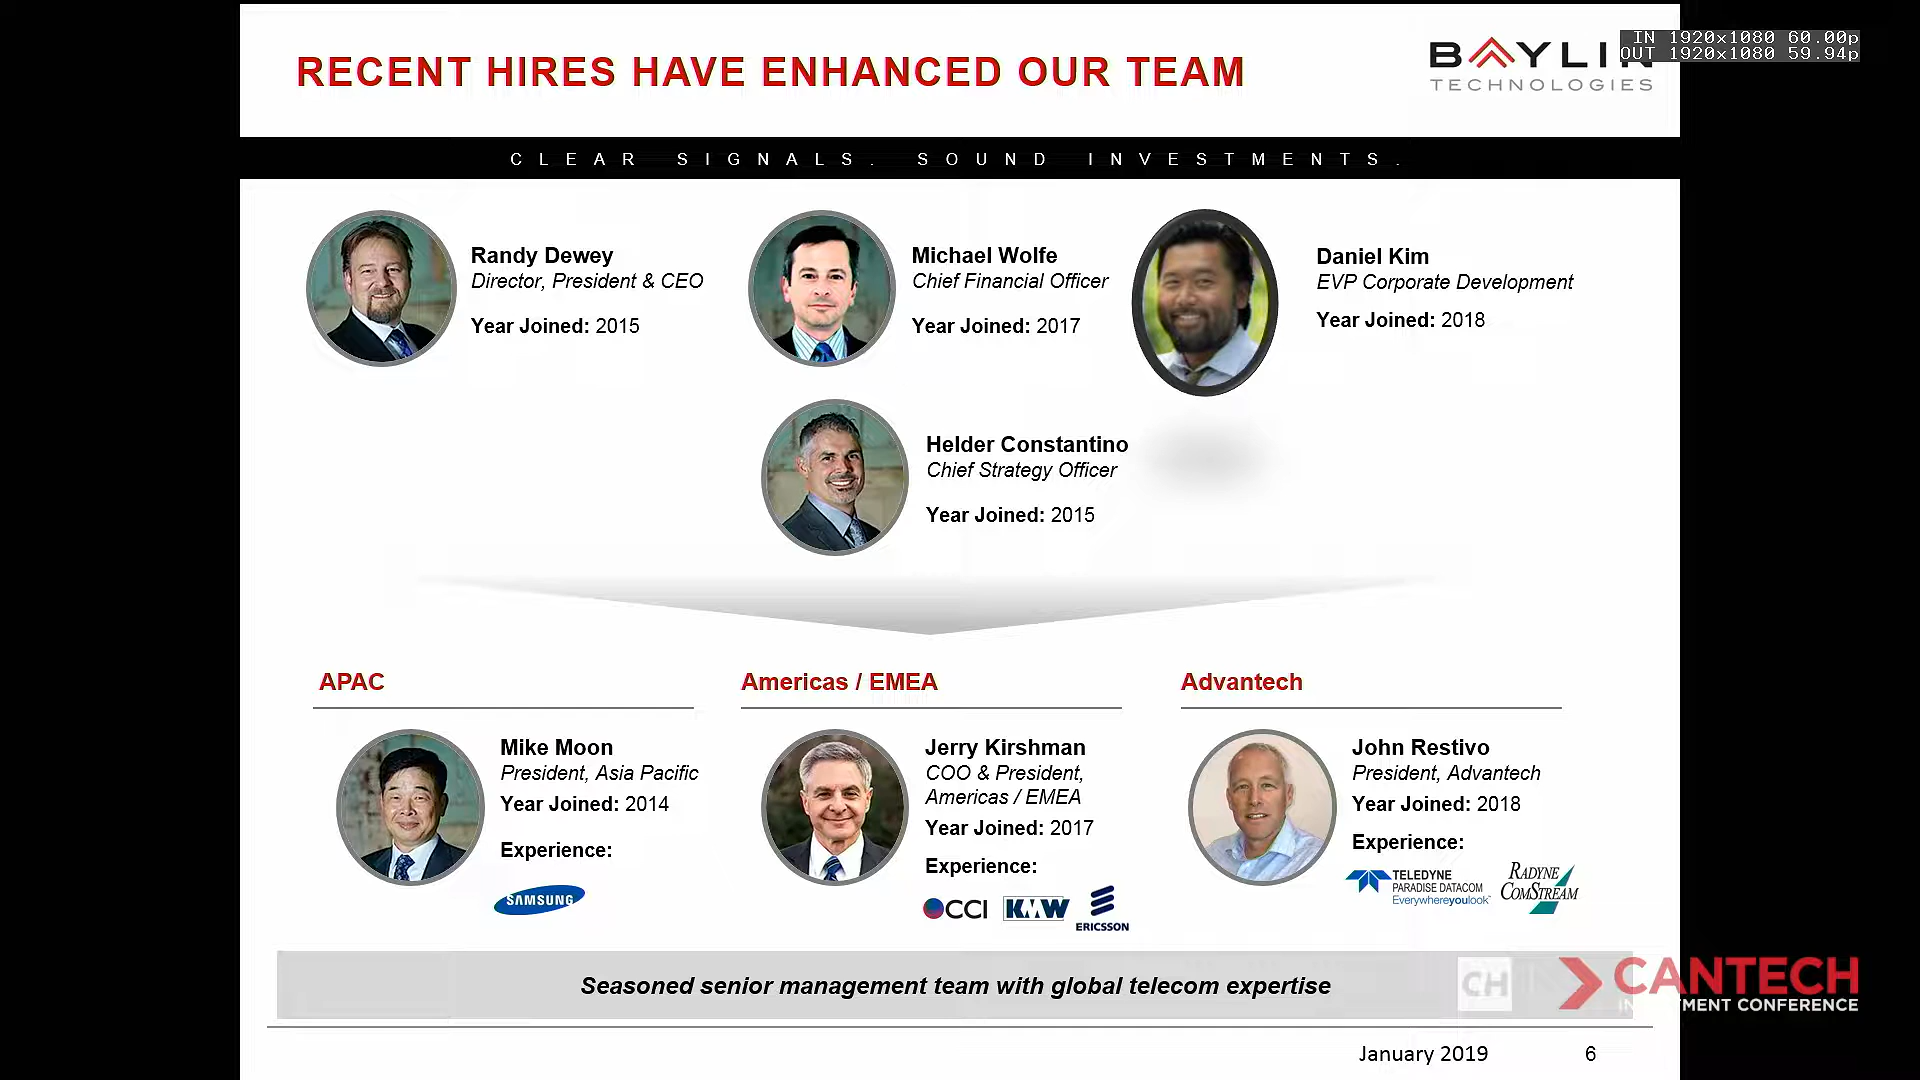 RECENT HIRES HAVE ENHANCED OUR TEAM
BAYLIN
TECHNOLOGIES
IN 1920x1080 60.00p
OUT 1920x1080 59.94p
CLEAR SIGNALS. SOUND INVESTMENTS.
Randy Dewey
Director, President & CEO
Year Joined: 2015
Michael Wolfe
Chief Financial Officer
Year Joined: 2017
Daniel Kim
EVP Corporate Development
Year Joined: 2018
Helder Constantino
Chief Strategy Officer
Year Joined: 2015
APAC
Mike Moon
President, Asia Pacific
Year Joined: 2014
Experience:
SAMSUNG
Americas / EMEA
Jerry Kirshman
COO & President,
Americas / EMEA
Year Joined: 2017
Experience:
CCI
KMW
ERICSSON
Advantech
John Restivo
President, Advantech
Year Joined: 2018
Experience:
TELEDYNE
PARADISE DATACOM
Everywhereyoulook
RADYNE
COMSTREAM
Seasoned senior management team with global telecom expertise
CH
CANTECH
INVESTMENT CONFERENCE
January 2019
6